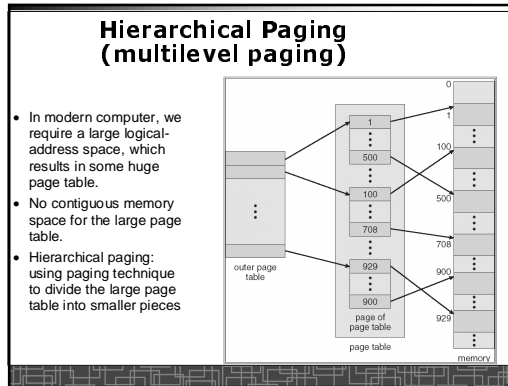 Hierarchical Paging
(multilevel paging)
• In modern computer, we
require a large logical-
address space, which
results in some huge
page table.
• No contiguous memory
space for the large page
table.
• Hierarchical paging:
using paging technique
to divide the large page
table into smaller pieces
outer page
table
1
500
100
708
929
900
page of
page table
page table
0
1
100
500
708
900
929
memory